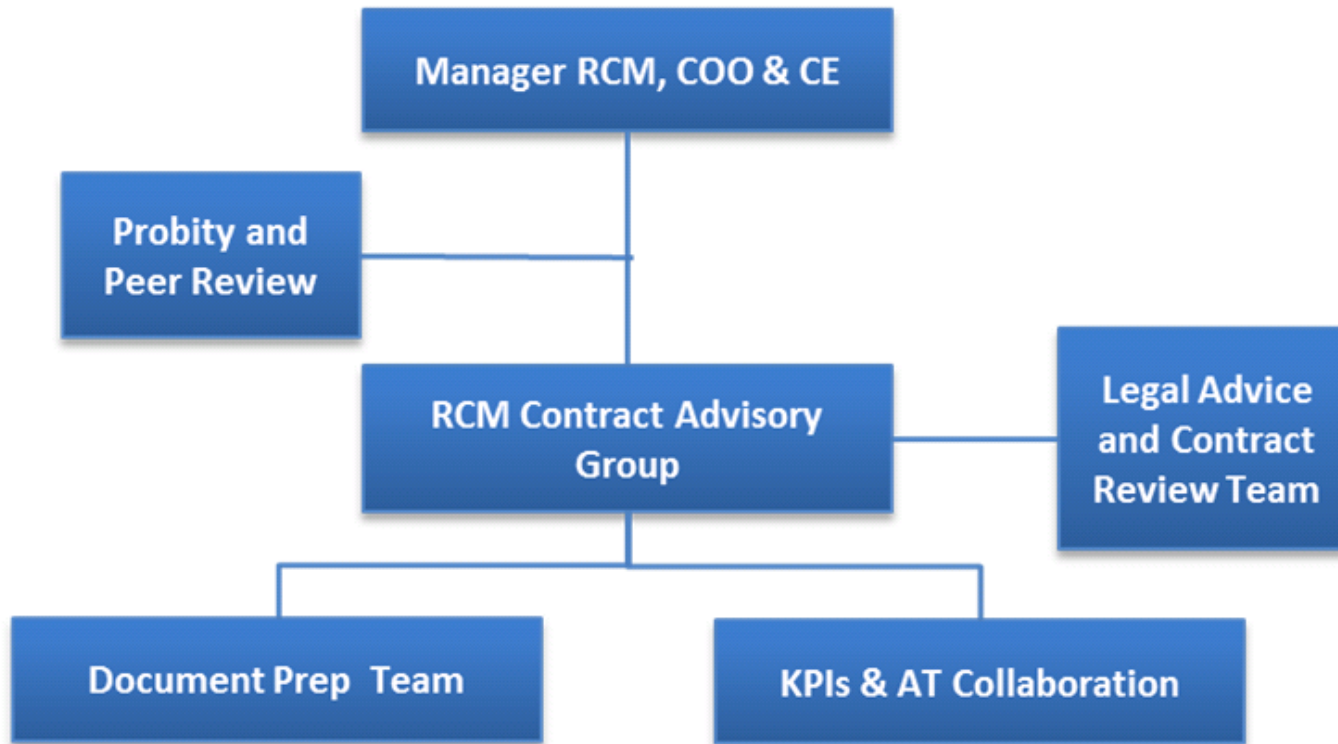 Manager RCM, COO & CE
Probity and
Peer Review
RCM Contract Advisory
Group
Legal Advice
and Contract
Review Team
Document Prep Team
KPIs & AT Collaboration